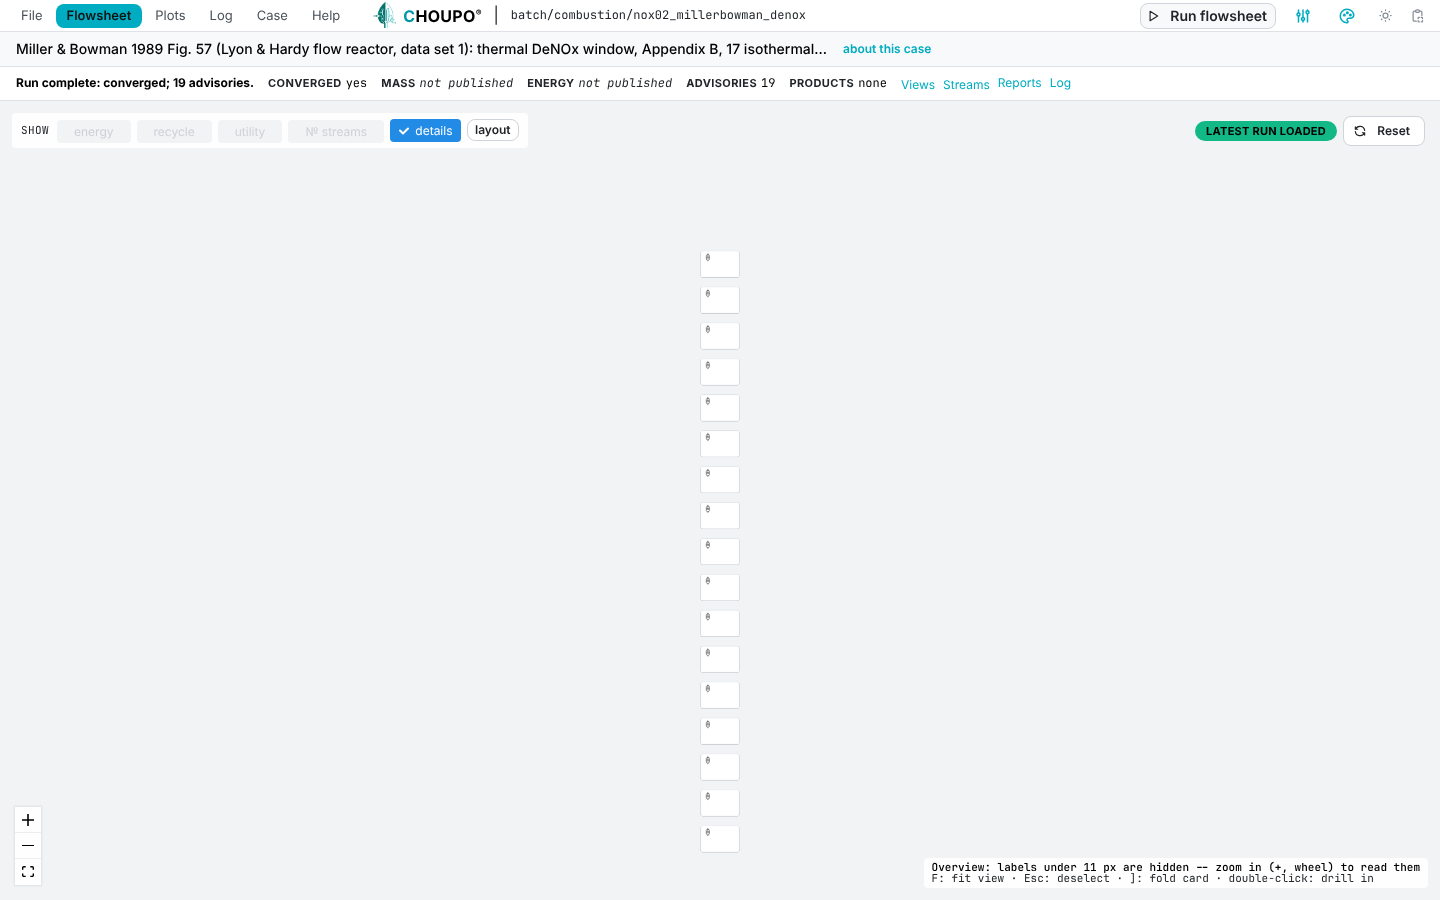 File Flowsheet Plots Log Case Help CHOUPO® batch/combustion/nox02_millerbowman_denox Run flowsheet
Miller & Bowman 1989 Fig. 57 (Lyon & Hardy flow reactor, data set 1): thermal DeNOx window, Appendix B, 17 isothermal... about this case
Run complete: converged; 19 advisories. CONVERGED yes MASS not published ENERGY not published ADVISORIES 19 PRODUCTS none Views Streams Reports Log
SHOW energy recycle utility № streams details layout LATEST RUN LOADED Reset
Overview: labels under 11 px are hidden -- zoom in (+, wheel) to read them
F: fit view · Esc: deselect · ]: fold card · double-click: drill in